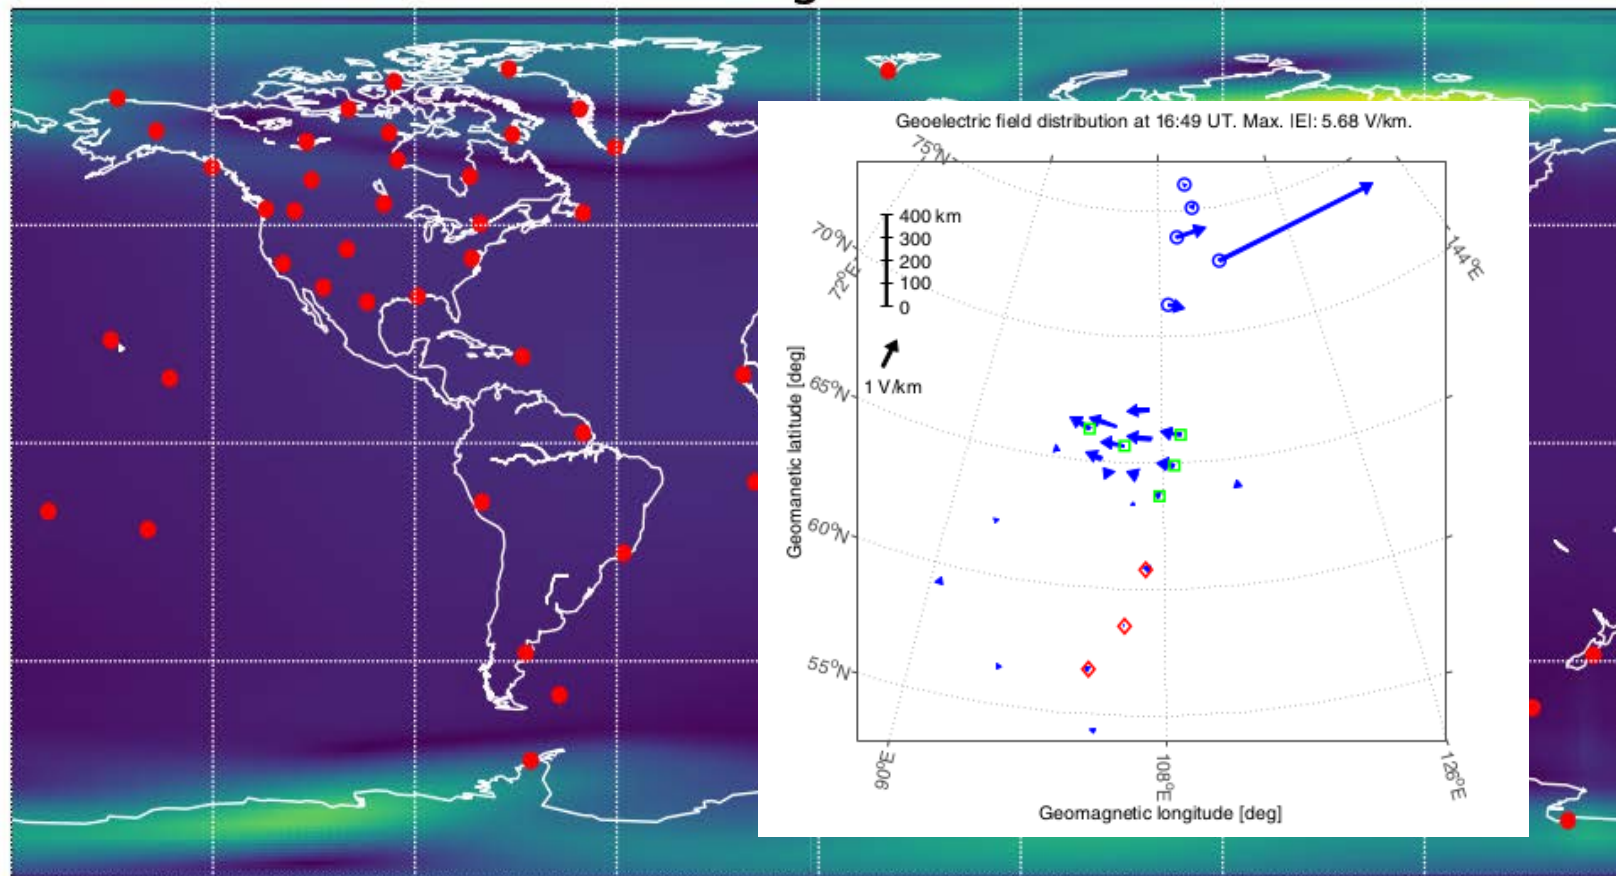 Geoelectric field distribution at 16:49 UT. Max. |E|: 5.68 V/km.
75°N
70°N
72°E
144°E
400 km
300
200
100
0
1 V/km
65°N
60°N
55°N
Geomanetic latitude [deg]
90°E
108°E
126°E
Geomagnetic longitude [deg]